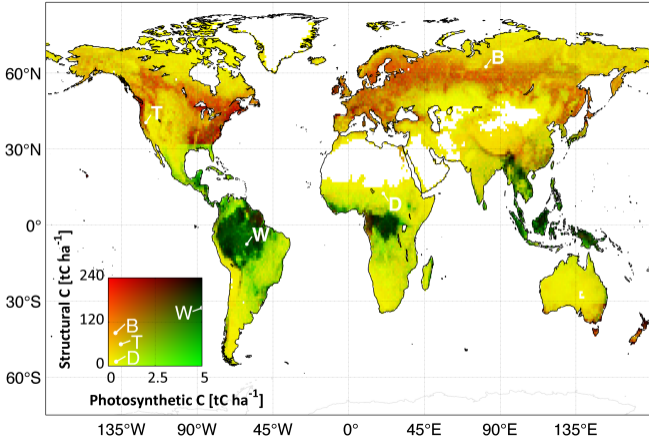 60°N
30°N
0°
30°S
60°S
B
T
D
W
Structural C [tC ha⁻¹]
240
120
0
W
B
T
D
0
2.5
5
Photosynthetic C [tC ha⁻¹]
135°W
90°W
45°W
0°
45°E
90°E
135°E